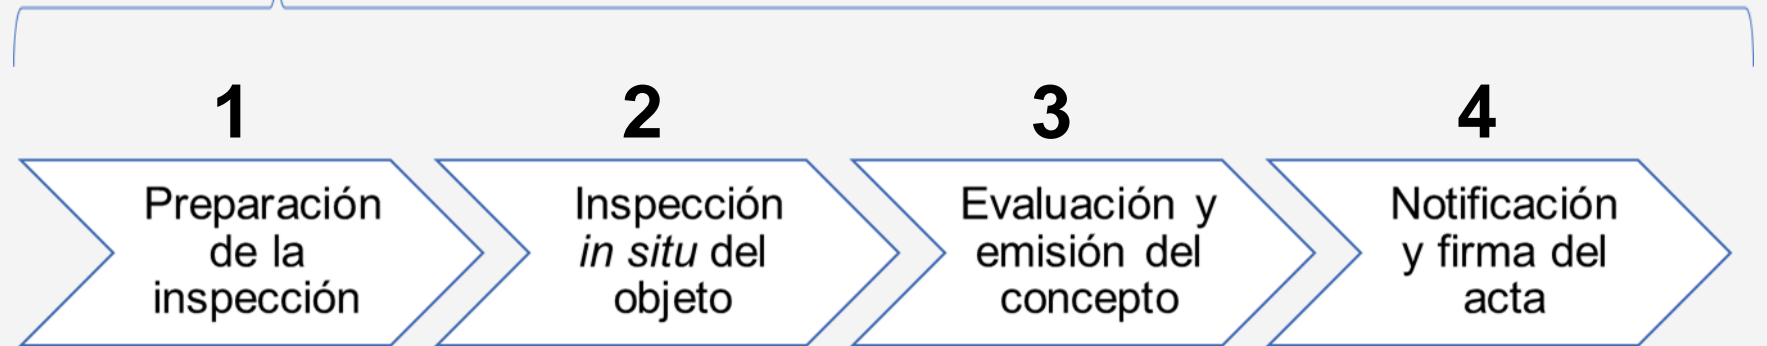 1
Preparación
de la
inspección
2
Inspección
in situ del
objeto
3
Evaluación y
emisión del
concepto
4
Notificación
y firma del
acta